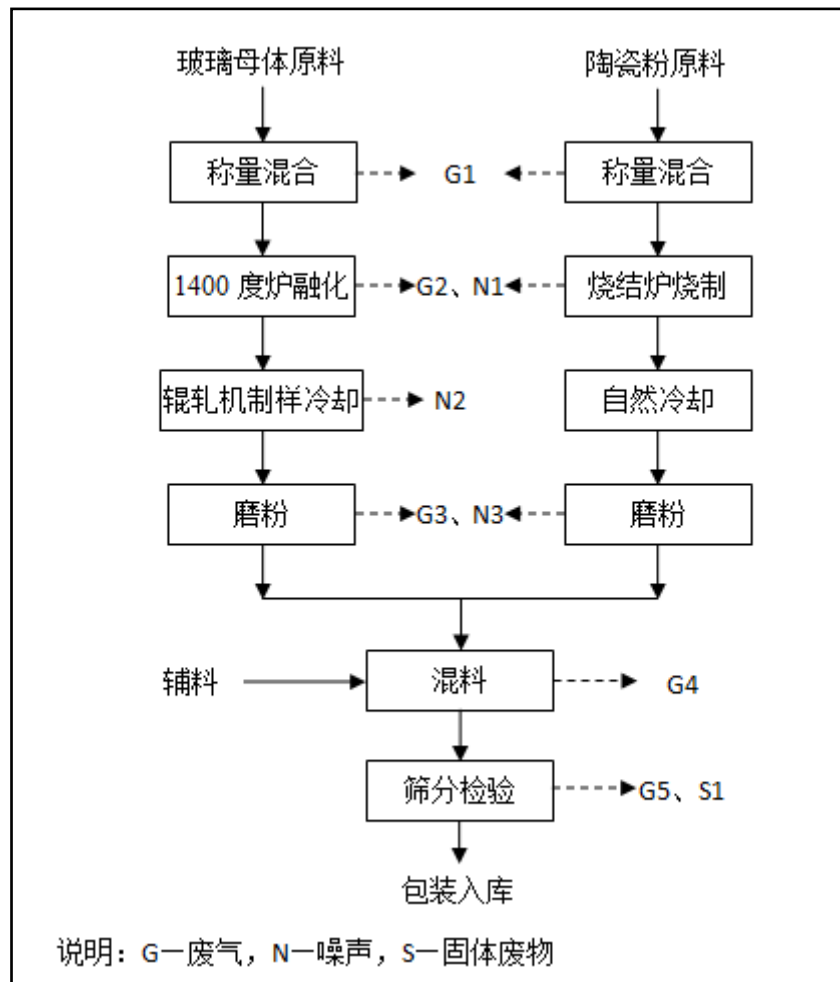 玻璃母体原料 陶瓷粉原料
称量混合 G1 称量混合
1400 度炉融化 G2、N1 烧结炉烧制
辊轧机制样冷却 N2 自然冷却
磨粉 G3、N3 磨粉
辅料 混料 G4
筛分检验 G5、S1
包装入库
说明：G—废气，N—噪声，S—固体废物